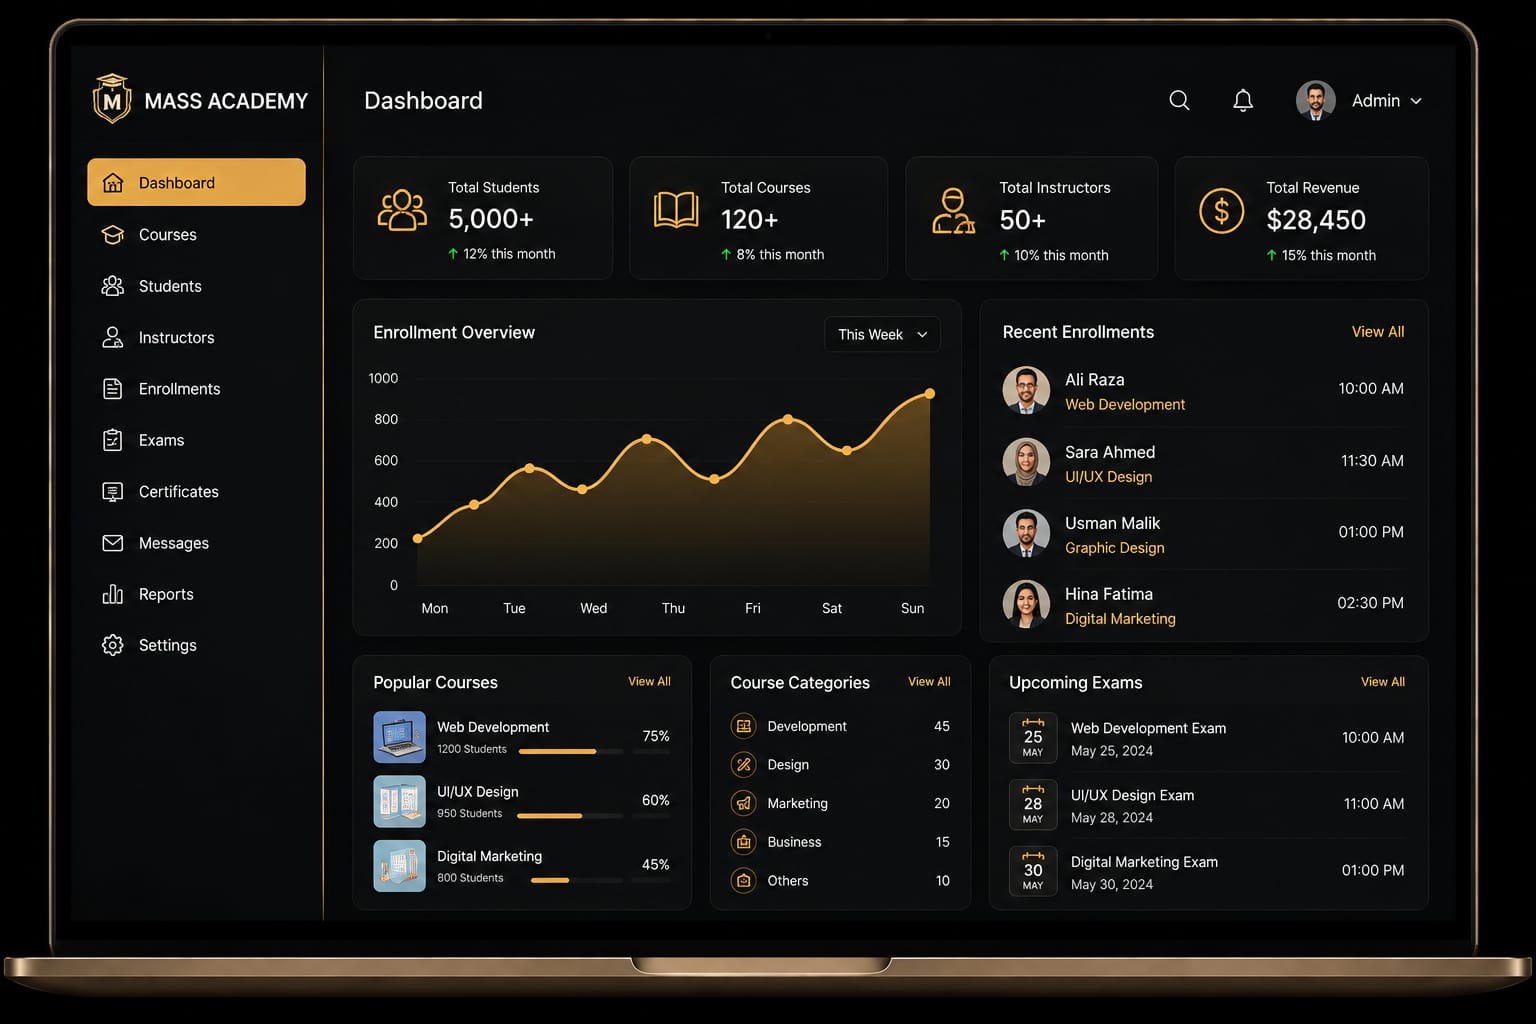 M
MASS ACADEMY
Dashboard
Courses
Students
Instructors
Enrollments
Exams
Certificates
Messages
Reports
Settings
Dashboard
Admin
Total Students
5,000+
↑ 12% this month
Total Courses
120+
↑ 8% this month
Total Instructors
50+
↑ 10% this month
$
Total Revenue
$28,450
↑ 15% this month
Enrollment Overview
This Week
1000
800
600
400
200
0
Mon Tue Wed Thu Fri Sat Sun
Recent Enrollments View All
Ali Raza
Web Development
10:00 AM
Sara Ahmed
UI/UX Design
11:30 AM
Usman Malik
Graphic Design
01:00 PM
Hina Fatima
Digital Marketing
02:30 PM
Popular Courses View All
Web Development
1200 Students
75%
UI/UX Design
950 Students
60%
Digital Marketing
800 Students
45%
Course Categories View All
Development 45
Design 30
Marketing 20
Business 15
Others 10
Upcoming Exams View All
25
MAY
Web Development Exam
May 25, 2024
10:00 AM
28
MAY
UI/UX Design Exam
May 28, 2024
11:00 AM
30
MAY
Digital Marketing Exam
May 30, 2024
01:00 PM